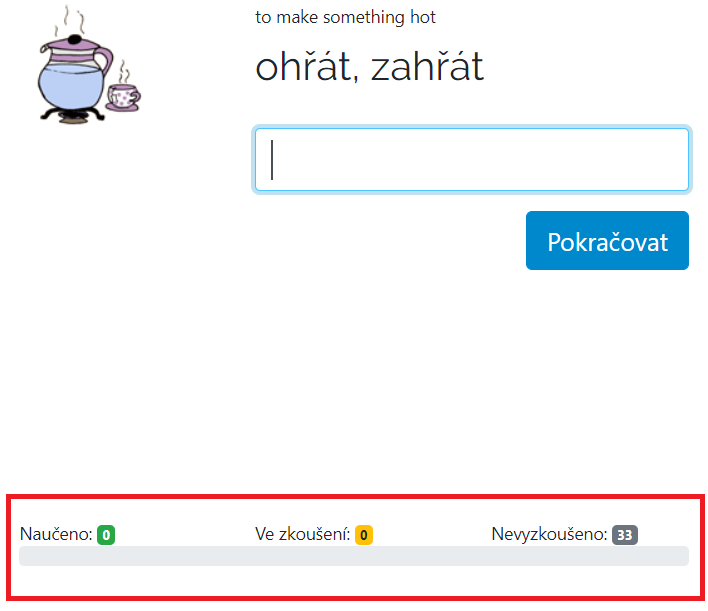 to make something hot
ohřát, zahřát
Pokračovat
Naučeno: 0 Ve zkoušení: 0 Nevyzkoušeno: 33